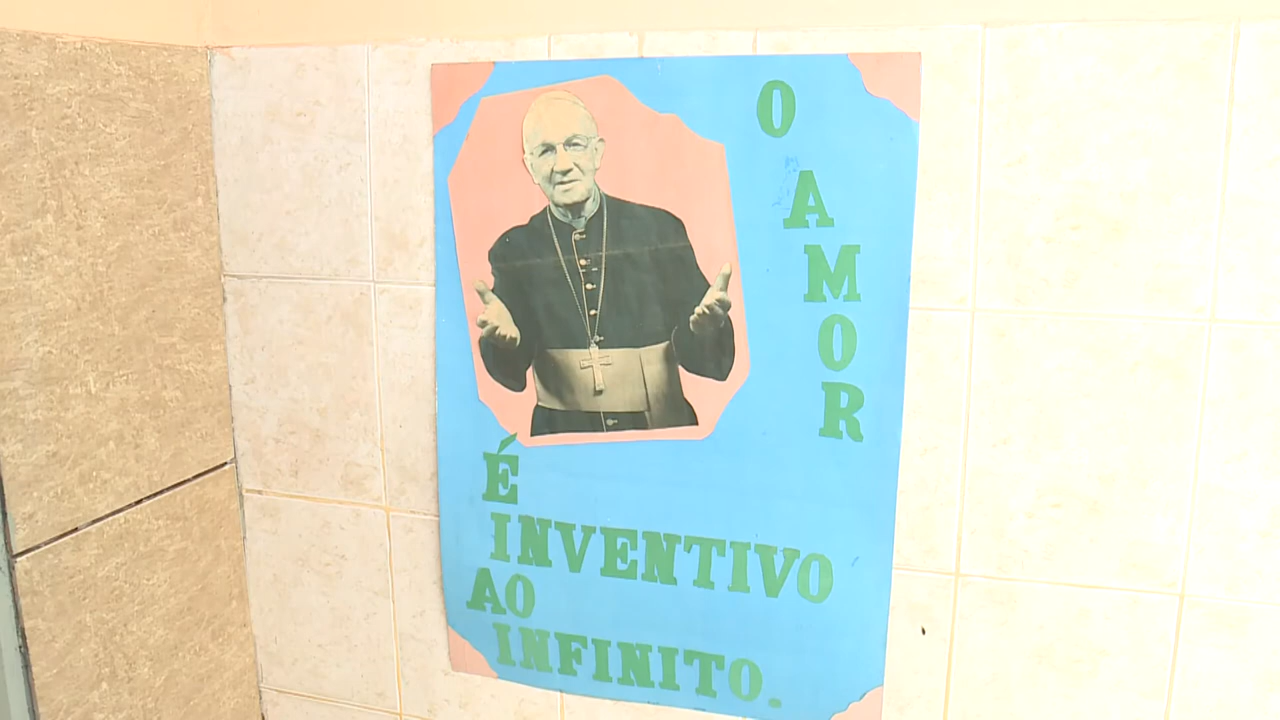 O
AMOR
É
INVENTIVO
AO
INFINITO.